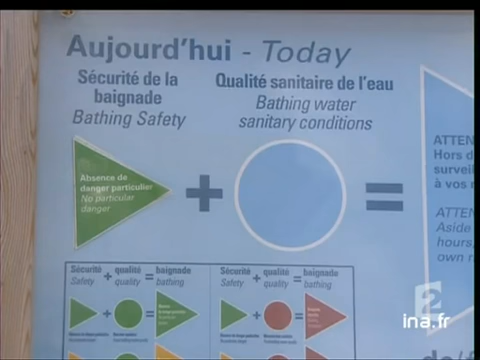 Aujourd'hui - Today
Sécurité de la
baignade
Bathing Safety
Qualité sanitaire de l'eau
Bathing water
sanitary conditions
Absence de
danger particulier
No particular
danger
+
=
ATTEN
Hors d
surveil
à vos r
ATTEN
Aside
hours,
own r
Sécurité + qualité = baignade
Safety quality bathing
Sécurité + qualité = baignade
Safety quality bathing
2
ina.fr